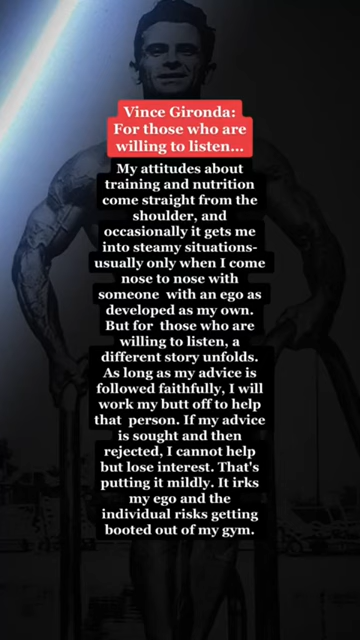 Vince Gironda:
For those who are
willing to listen...
My attitudes about
training and nutrition
come straight from the
shoulder, and
occasionally it gets me
into steamy situations-
usually only when I come
nose to nose with
someone with an ego as
developed as my own.
But for those who are
willing to listen, a
different story unfolds.
As long as my advice is
followed faithfully, I will
work my butt off to help
that person. If my advice
is sought and then
rejected, I cannot help
but lose interest. That's
putting it mildly. It irks
my ego and the
individual risks getting
booted out of my gym.